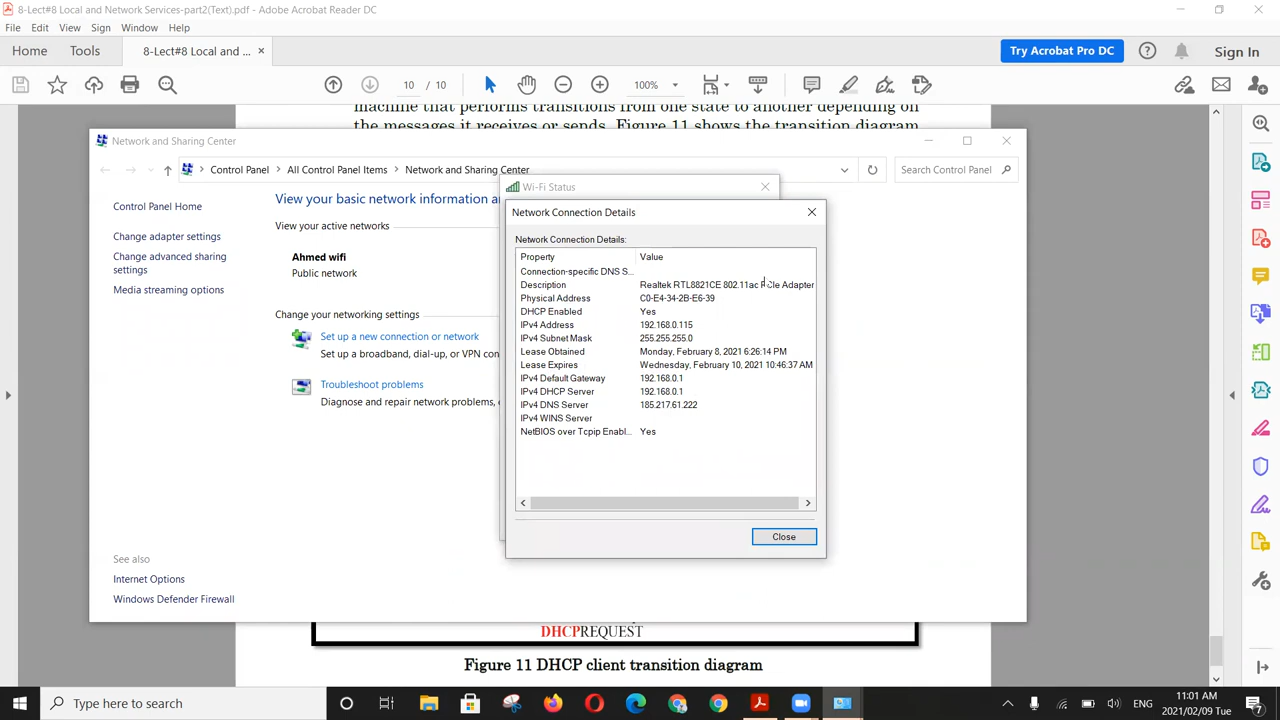 8-Lect#8 Local and Network Services-part2(Text).pdf - Adobe Acrobat Reader DC
File Edit View Sign Window Help
Home Tools 8-Lect#8 Local and ... × Try Acrobat Pro DC Sign In
10 / 10 100%
machine that performs transitions from one state to another depending on
the messages it receives or sends. Figure 11 shows the transition diagram
Network and Sharing Center
Control Panel > All Control Panel Items > Network and Sharing Center Search Control Panel
Wi-Fi Status
Control Panel Home
Change adapter settings
Change advanced sharing
settings
Media streaming options
View your basic network information a
View your active networks
Ahmed wifi
Public network
Change your networking settings
Set up a new connection or network
Set up a broadband, dial-up, or VPN con
Troubleshoot problems
Diagnose and repair network problems,
Network Connection Details
Network Connection Details:
Property Value
Connection-specific DNS S...
Description Realtek RTL8821CE 802.11ac PCIe Adapter
Physical Address C0-E4-34-2B-E6-39
DHCP Enabled Yes
IPv4 Address 192.168.0.115
IPv4 Subnet Mask 255.255.255.0
Lease Obtained Monday, February 8, 2021 6:26:14 PM
Lease Expires Wednesday, February 10, 2021 10:46:37 AM
IPv4 Default Gateway 192.168.0.1
IPv4 DHCP Server 192.168.0.1
IPv4 DNS Server 185.217.61.222
IPv4 WINS Server
NetBIOS over Tcpip Enabl... Yes
Close
See also
Internet Options
Windows Defender Firewall
DHCPREQUEST
Figure 11 DHCP client transition diagram
Type here to search
ENG
11:01 AM
2021/02/09 Tue
7